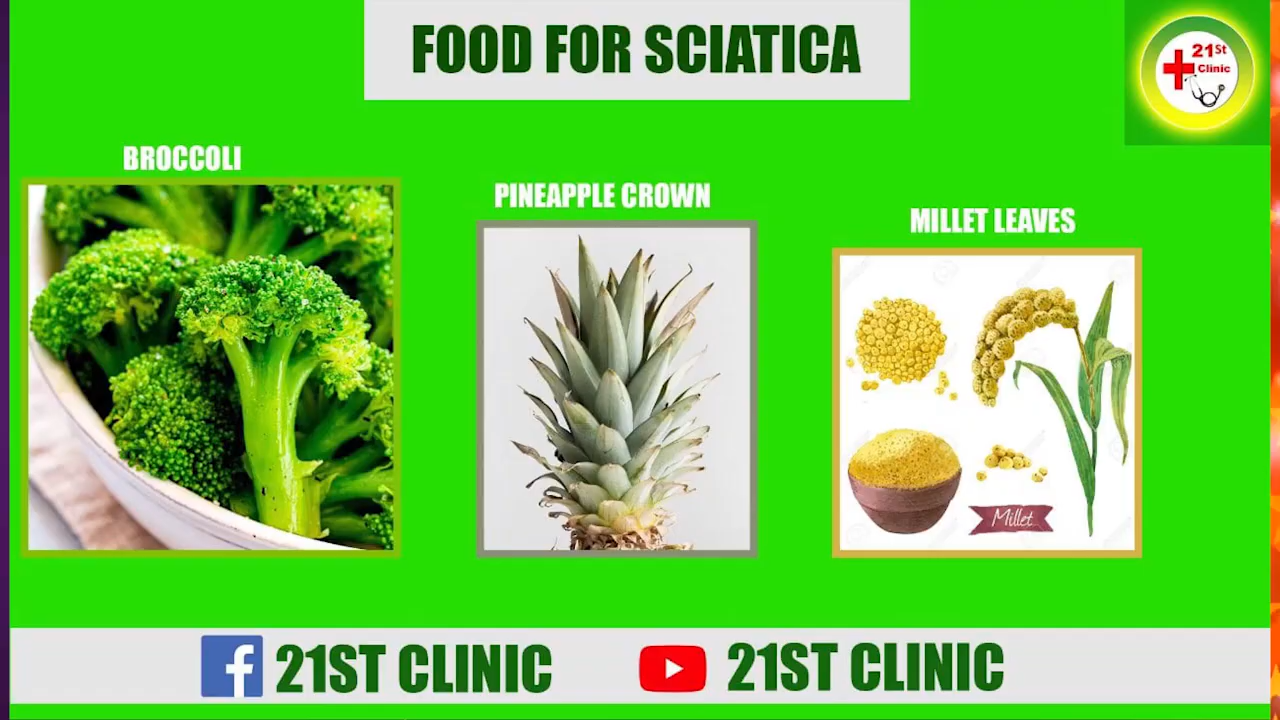 FOOD FOR SCIATICA
21St
Clinic
BROCCOLI
PINEAPPLE CROWN
MILLET LEAVES
Millet
21ST CLINIC
21ST CLINIC